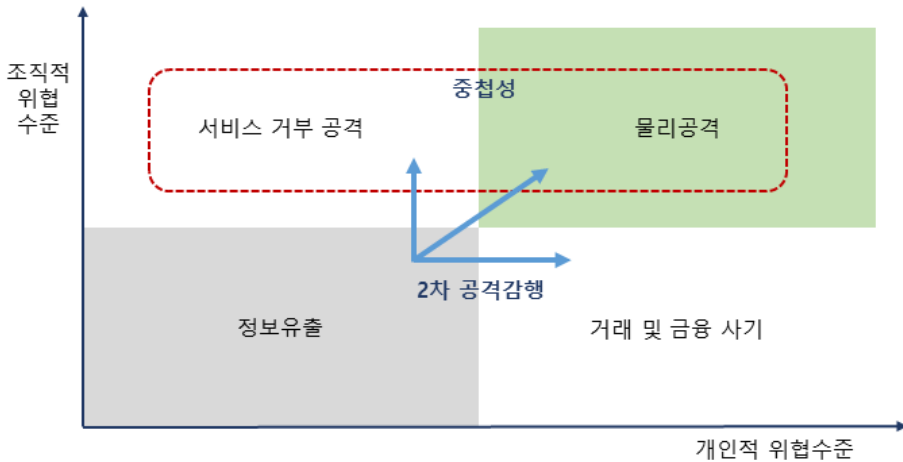 조직적
위협
수준
중첩성
서비스 거부 공격
물리공격
2차 공격감행
정보유출
거래 및 금융 사기
개인적 위협수준